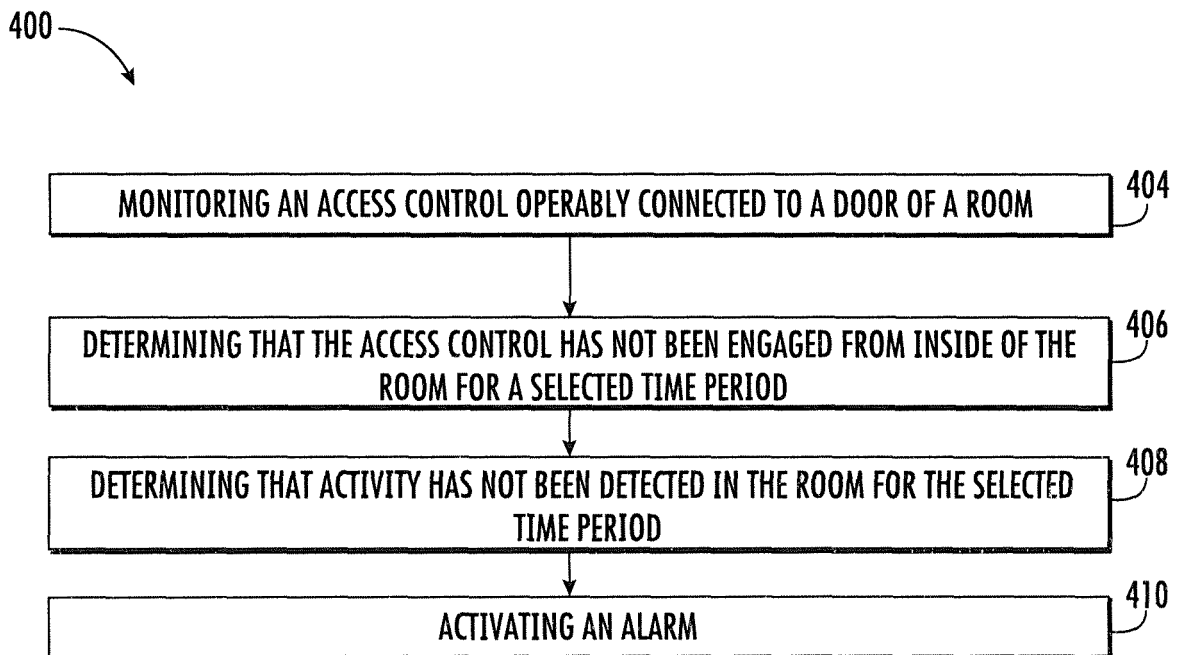 400
MONITORING AN ACCESS CONTROL OPERABLY CONNECTED TO A DOOR OF A ROOM
404
DETERMINING THAT THE ACCESS CONTROL HAS NOT BEEN ENGAGED FROM INSIDE OF THE
ROOM FOR A SELECTED TIME PERIOD
406
DETERMINING THAT ACTIVITY HAS NOT BEEN DETECTED IN THE ROOM FOR THE SELECTED
TIME PERIOD
408
ACTIVATING AN ALARM
410